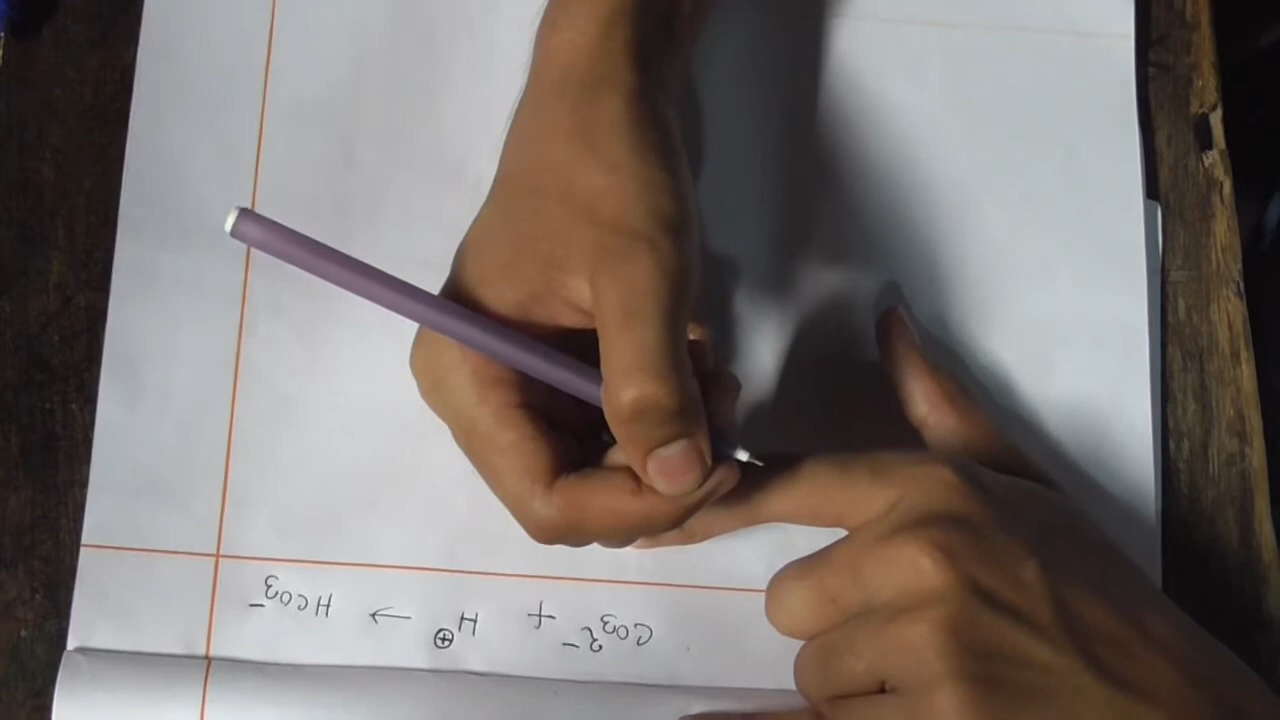 CO3²⁻ + H⊕ → HCO3⁻